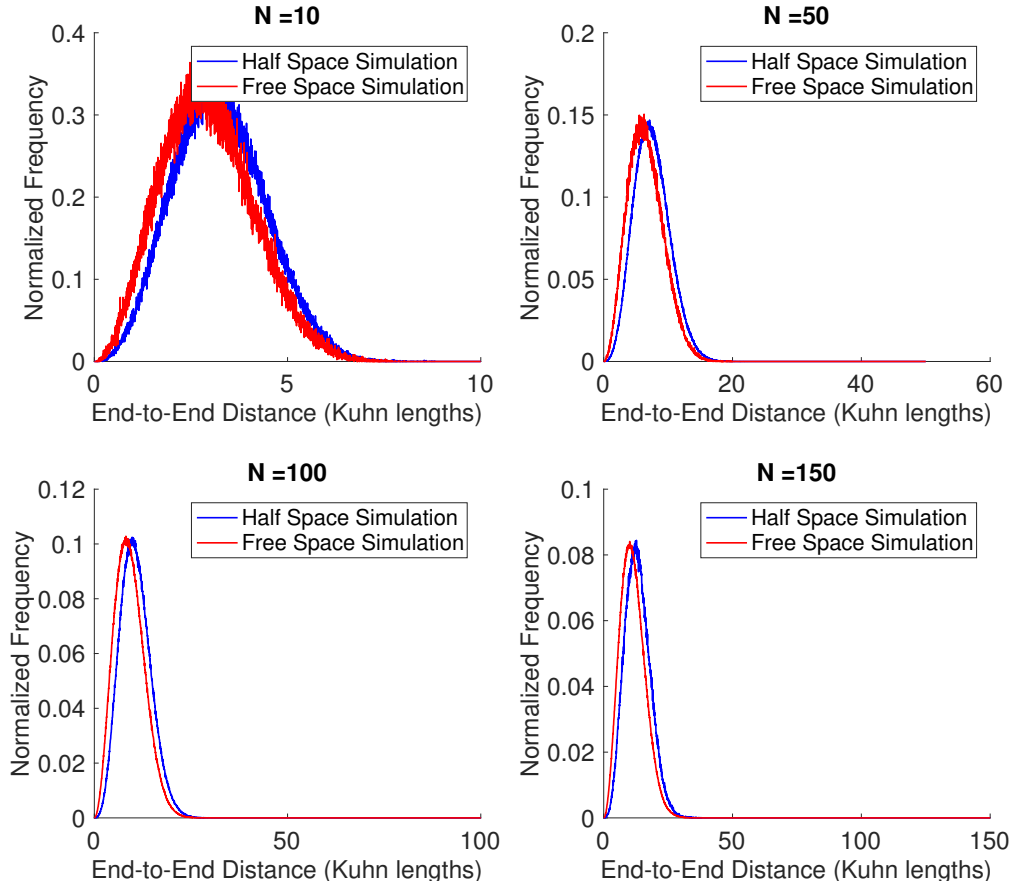 N =10
0.4
0.3
0.2
0.1
0
0 5 10
Normalized Frequency
End-to-End Distance (Kuhn lengths)
Half Space Simulation
Free Space Simulation
N =50
0.2
0.15
0.1
0.05
0
0 20 40 60
Normalized Frequency
End-to-End Distance (Kuhn lengths)
Half Space Simulation
Free Space Simulation
N =100
0.12
0.1
0.08
0.06
0.04
0.02
0
0 50 100
Normalized Frequency
End-to-End Distance (Kuhn lengths)
Half Space Simulation
Free Space Simulation
N =150
0.1
0.08
0.06
0.04
0.02
0
0 50 100 150
Normalized Frequency
End-to-End Distance (Kuhn lengths)
Half Space Simulation
Free Space Simulation